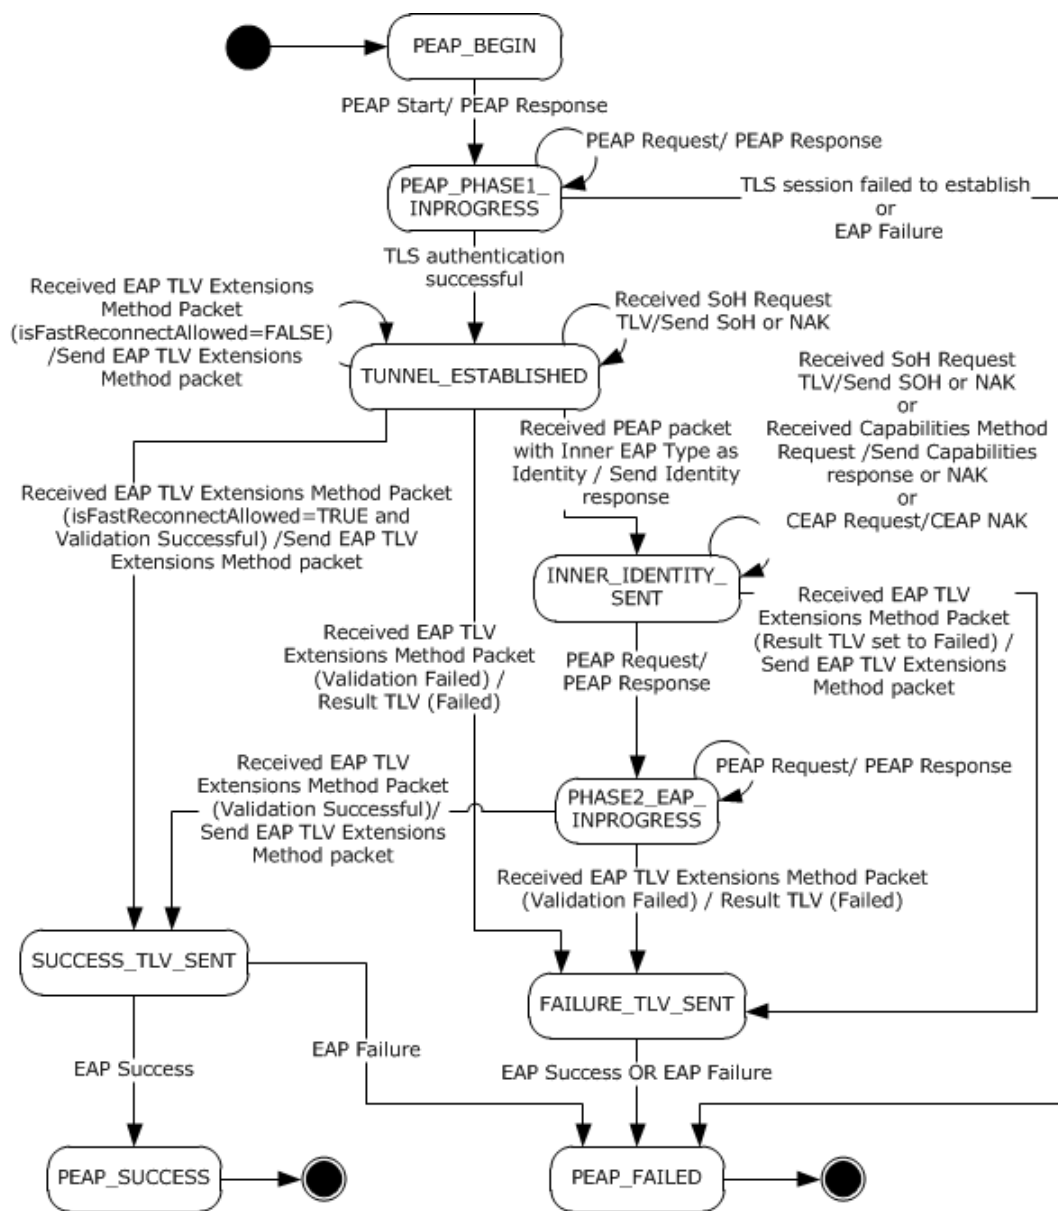 PEAP_BEGIN
PEAP Start/ PEAP Response
PEAP Request/ PEAP Response
PEAP_PHASE1_
INPROGRESS
TLS session failed to establish
or
EAP Failure
TLS authentication
successful
Received EAP TLV Extensions
Method Packet
(isFastReconnectAllowed=FALSE)
/Send EAP TLV Extensions
Method packet
Received SoH Request
TLV/Send SoH or NAK
TUNNEL_ESTABLISHED
Received SoH Request
TLV/Send SOH or NAK
or
Received Capabilities Method
Request /Send Capabilities
response or NAK
or
CEAP Request/CEAP NAK
Received PEAP packet
with Inner EAP Type as
Identity / Send Identity
response
Received EAP TLV Extensions Method Packet
(isFastReconnectAllowed=TRUE and
Validation Successful) /Send EAP TLV
Extensions Method packet
INNER_IDENTITY_
SENT
Received EAP TLV
Extensions Method Packet
(Result TLV set to Failed) /
Send EAP TLV Extensions
Method packet
Received EAP TLV
Extensions Method Packet
(Validation Failed) /
Result TLV (Failed)
PEAP Request/
PEAP Response
Received EAP TLV
Extensions Method Packet
(Validation Successful)/
Send EAP TLV Extensions
Method packet
PEAP Request/ PEAP Response
PHASE2_EAP_
INPROGRESS
Received EAP TLV Extensions Method Packet
(Validation Failed) / Result TLV (Failed)
SUCCESS_TLV_SENT
FAILURE_TLV_SENT
EAP Failure
EAP Success
EAP Success OR EAP Failure
PEAP_SUCCESS
PEAP_FAILED